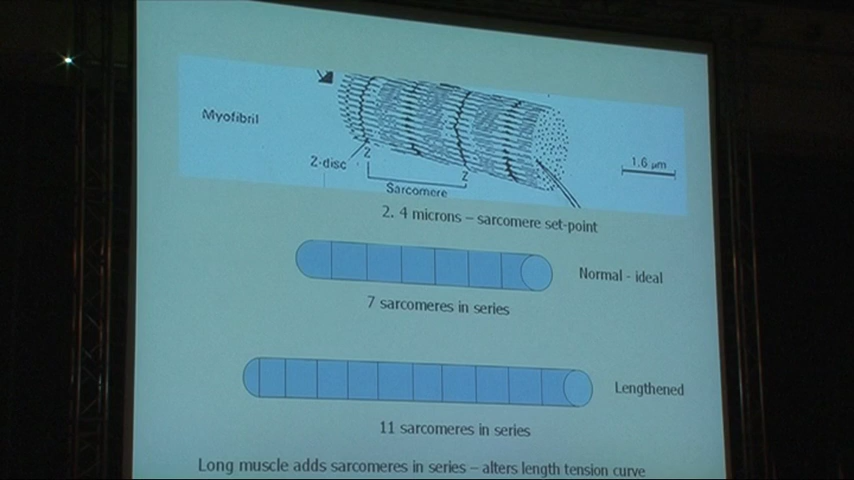 Myofibril
Z-disc
Z
Z
Sarcomere
1.6 µm
2. 4 microns – sarcomere set-point
Normal - ideal
7 sarcomeres in series
Lengthened
11 sarcomeres in series
Long muscle adds sarcomeres in series – alters length tension curve